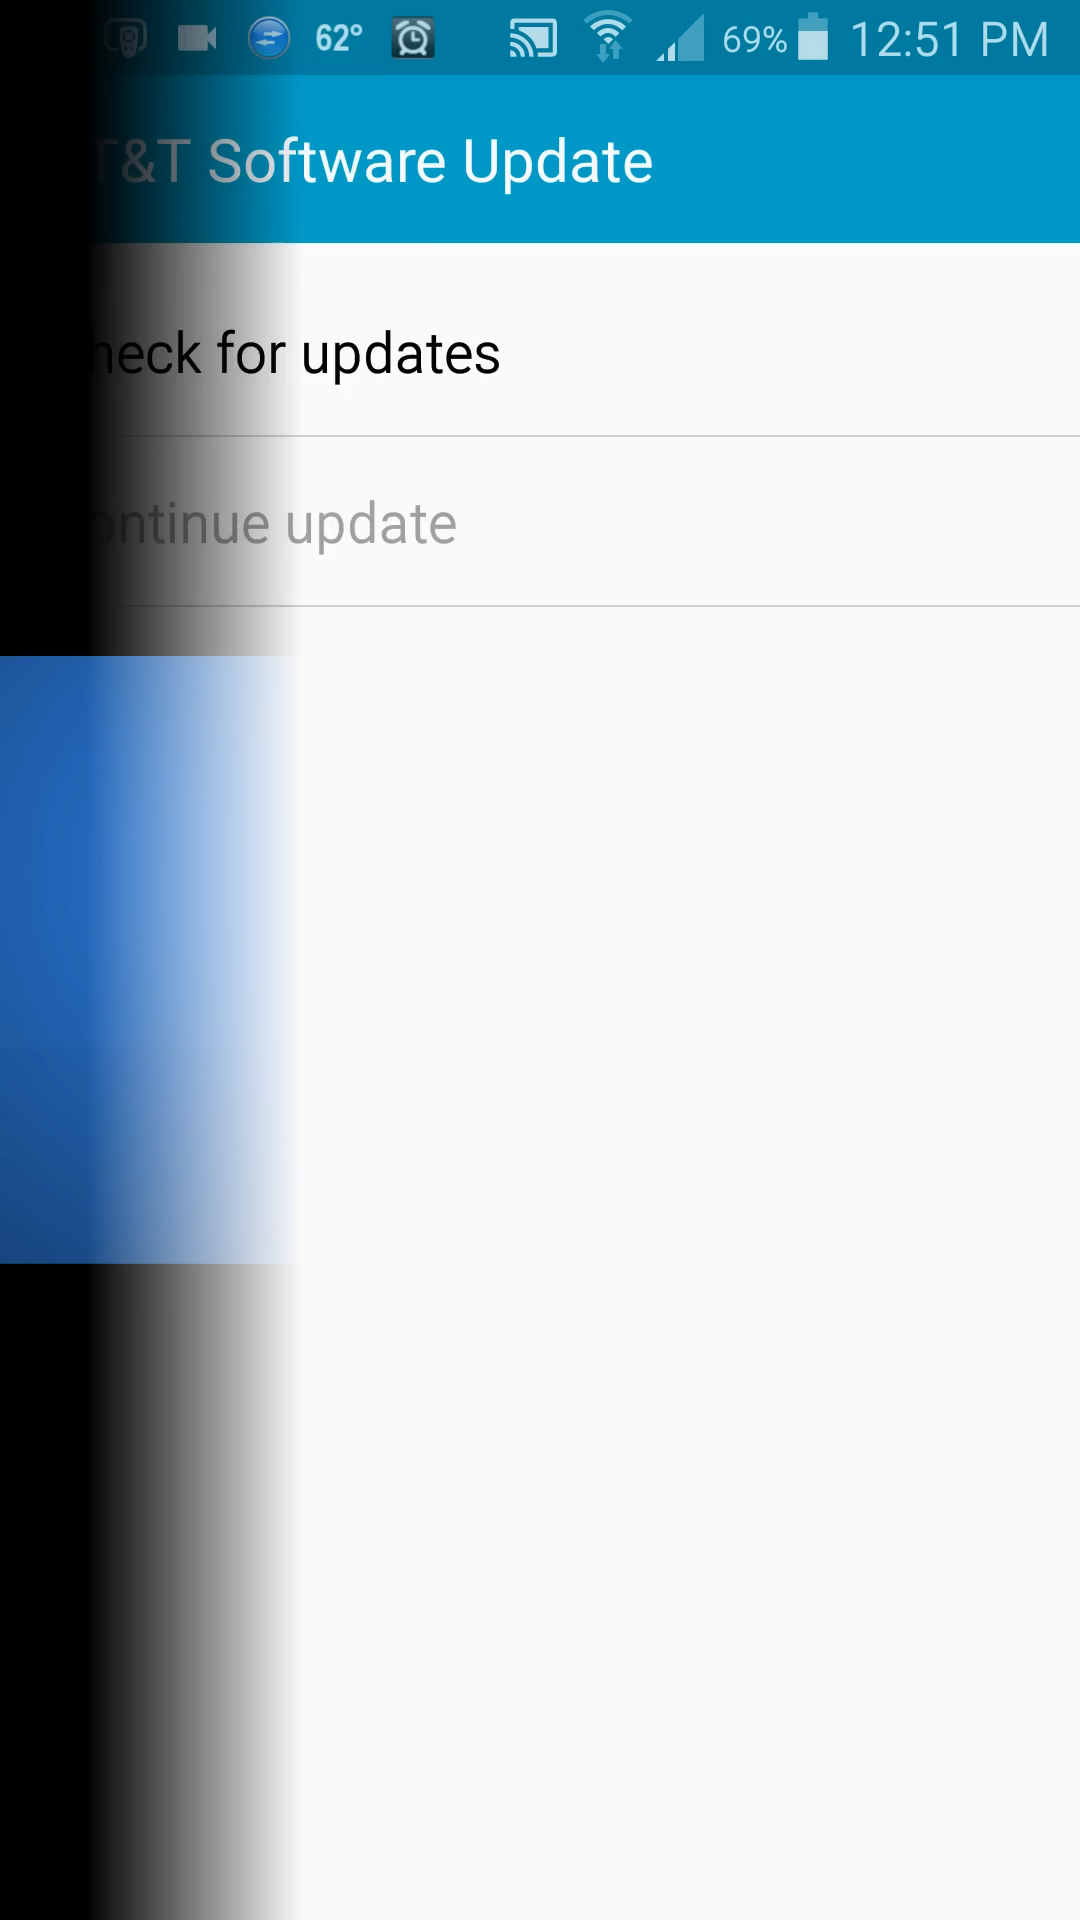 62° 69% 12:51 PM
T&T Software Update
heck for updates
ontinue update